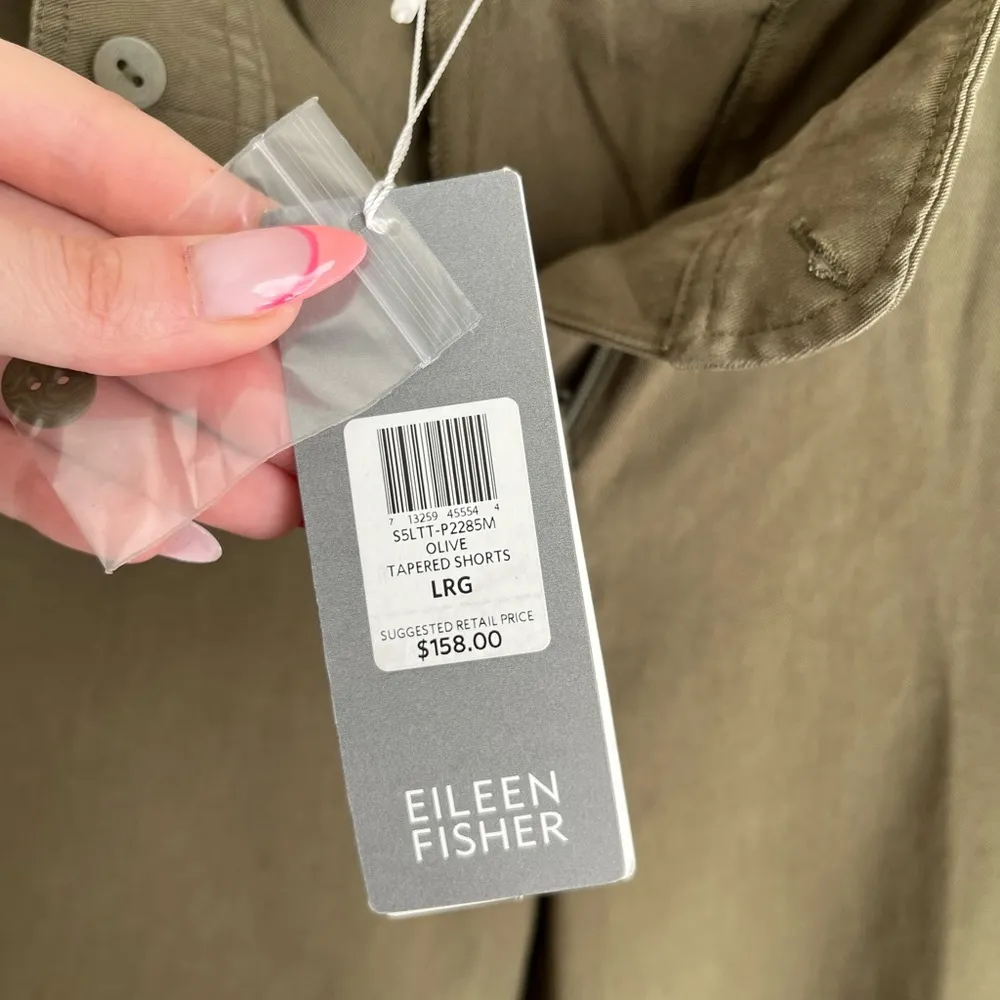 7 13259 45554 4
S5LTT-P2285M
OLIVE
TAPERED SHORTS
LRG
SUGGESTED RETAIL PRICE
$158.00
EILEEN
FISHER